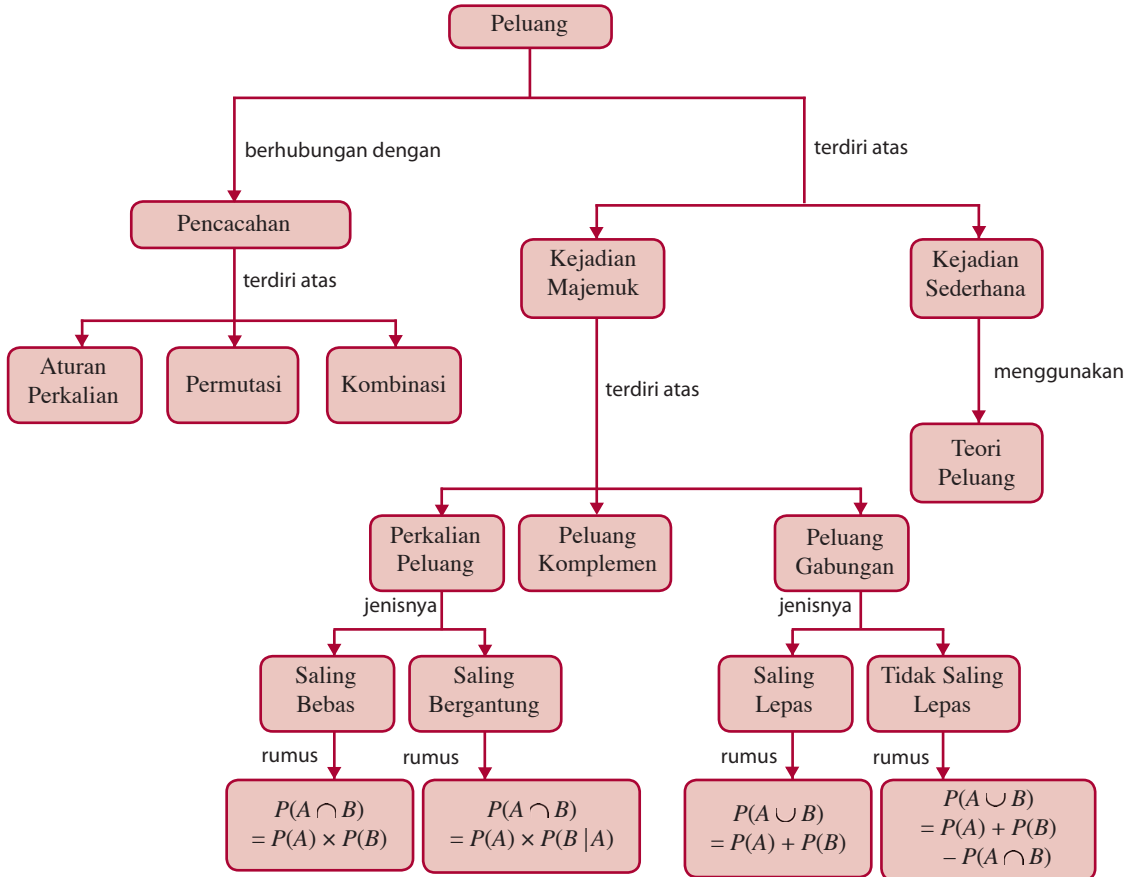 Peluang
berhubungan dengan
terdiri atas
Pencacahan
Kejadian
Majemuk
Kejadian
Sederhana
terdiri atas
Aturan
Perkalian
Permutasi
Kombinasi
terdiri atas
menggunakan
Teori
Peluang
Perkalian
Peluang
Peluang
Komplemen
Peluang
Gabungan
jenisnya
jenisnya
Saling
Bebas
Saling
Bergantung
Saling
Lepas
Tidak Saling
Lepas
rumus
rumus
rumus
rumus
P(A ∩ B)
= P(A) × P(B)
P(A ∩ B)
= P(A) × P(B |A)
P(A ∪ B)
= P(A) + P(B)
P(A ∪ B)
= P(A) + P(B)
– P(A ∩ B)